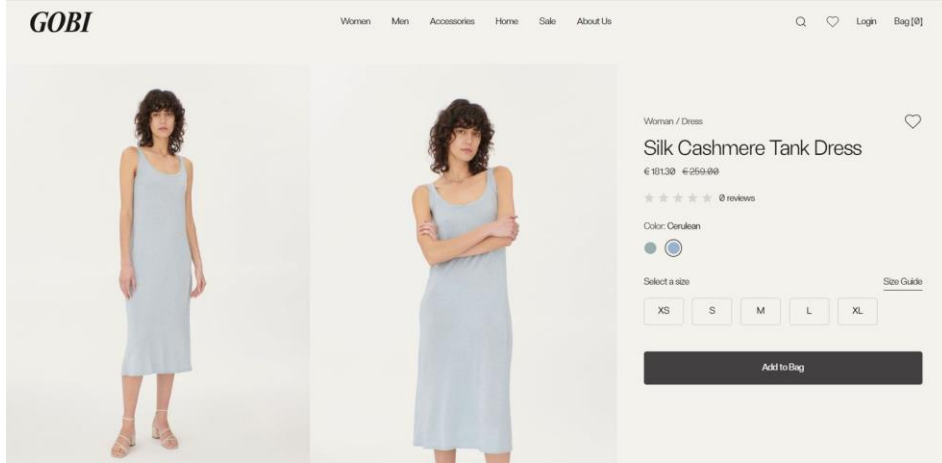 GOBI
Women Men Accessories Home Sale About Us
Login Bag [0]
Woman / Dress
Silk Cashmere Tank Dress
€ 181.30 € 259.00
0 reviews
Color: Cerulean
Select a size Size Guide
XS S M L XL
Add to Bag